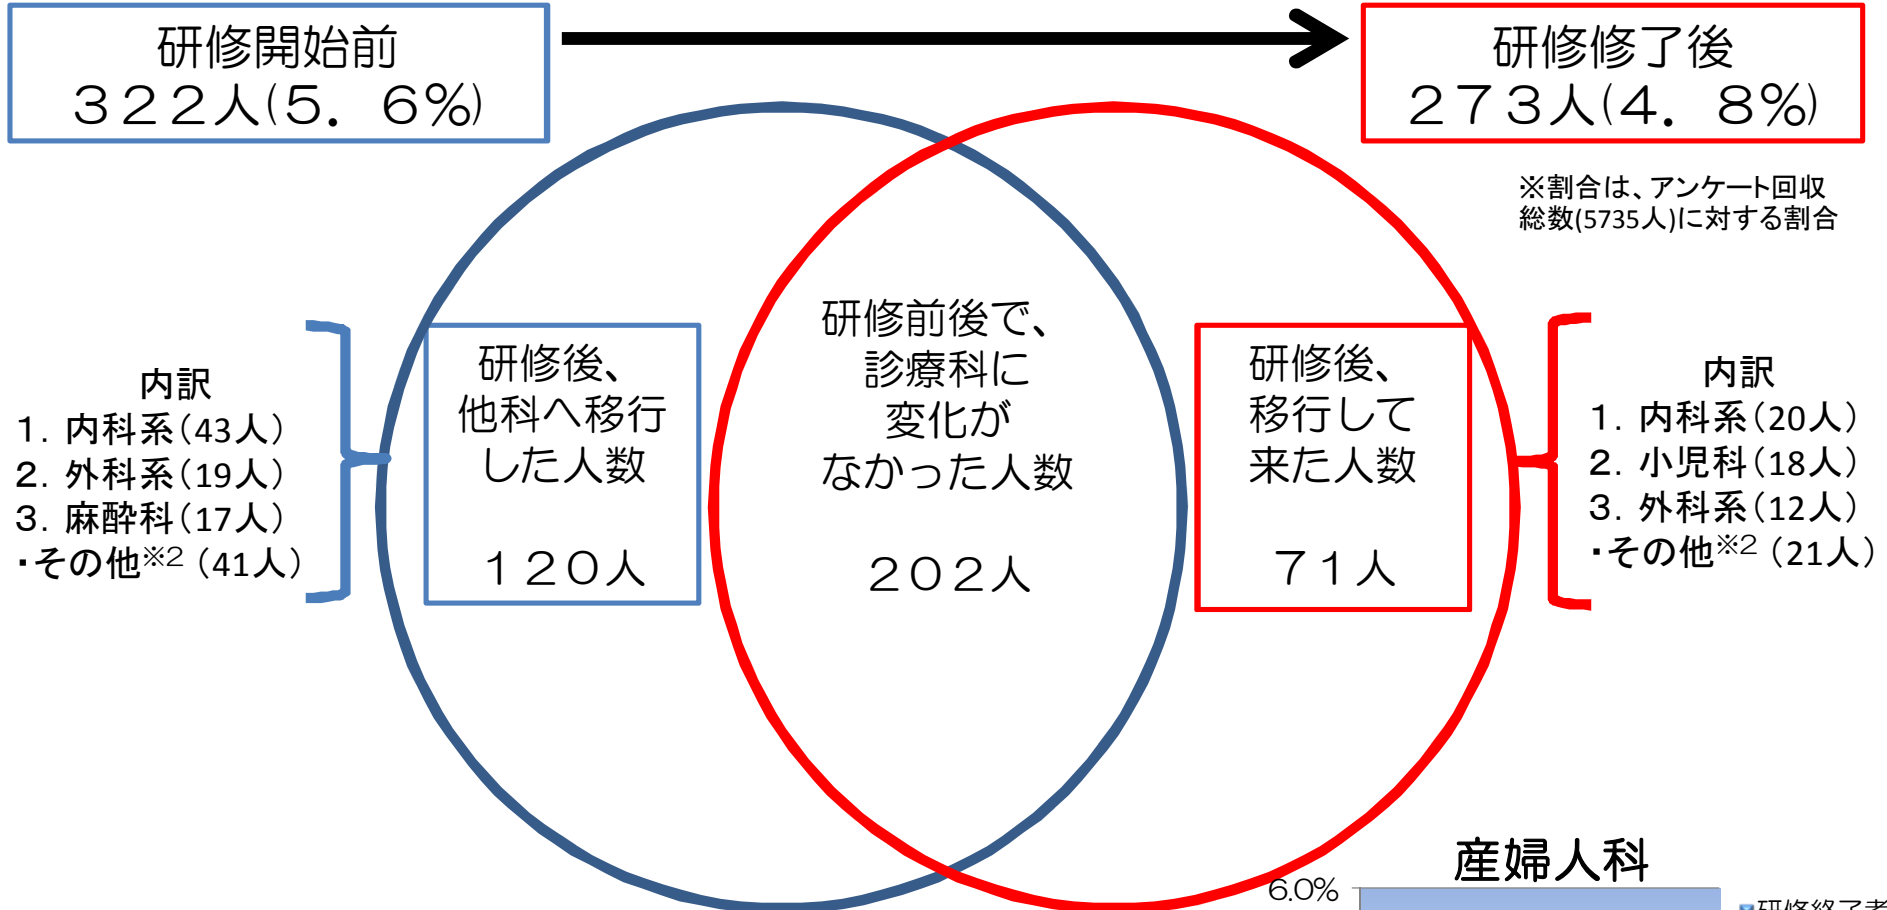 研修開始前
３２２人(５．６％)
研修修了後
２７３人(４．８％)
※割合は、アンケート回収
総数(5735人)に対する割合
内訳
１．内科系（43人）
２．外科系（19人）
３．麻酔科（17人）
・その他※2（41人）
研修後、
他科へ移行
した人数
１２０人
研修前後で、
診療科に
変化が
なかった人数
２０２人
研修後、
移行して
来た人数
７１人
内訳
１．内科系（20人）
２．小児科（18人）
３．外科系（12人）
・その他※2（21人）
産婦人科
6.0%